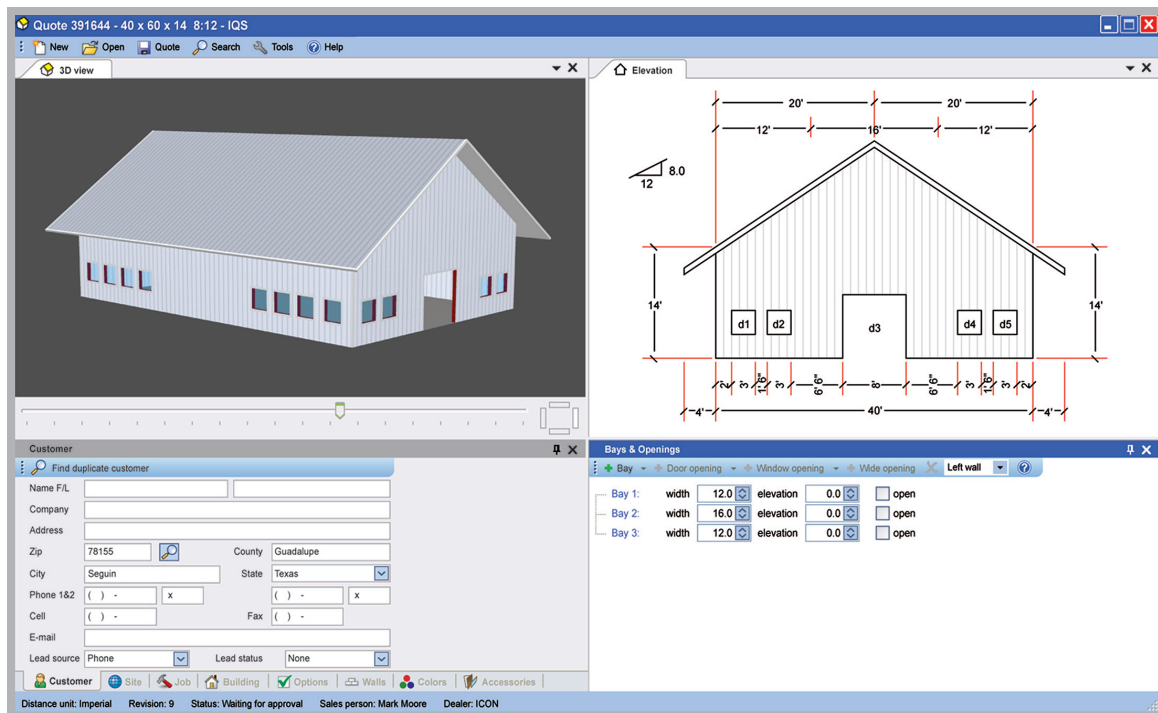 Quote 391644 - 40 x 60 x 14 8:12 - IQS
New Open Quote Search Tools Help
3D view
Elevation
20' 20'
12' 16' 12'
8.0
12
14' 14'
d1 d2 d3 d4 d5
2' 3' 1' 6" 3' 6' 6" 8' 6' 6" 3' 1' 6" 3' 2'
4' 40' 4'
Customer
Find duplicate customer
Name F/L
Company
Address
Zip 78155 County Guadalupe
City Seguin State Texas
Phone 1&2 ( ) - x ( ) - x
Cell ( ) - Fax ( ) -
E-mail
Lead source Phone Lead status None
Customer Site Job Building Options Walls Colors Accessories
Bays & Openings
Bay Door opening Window opening Wide opening Left wall
Bay 1: width 12.0 elevation 0.0 open
Bay 2: width 16.0 elevation 0.0 open
Bay 3: width 12.0 elevation 0.0 open
Distance unit: Imperial Revision: 9 Status: Waiting for approval Sales person: Mark Moore Dealer: ICON